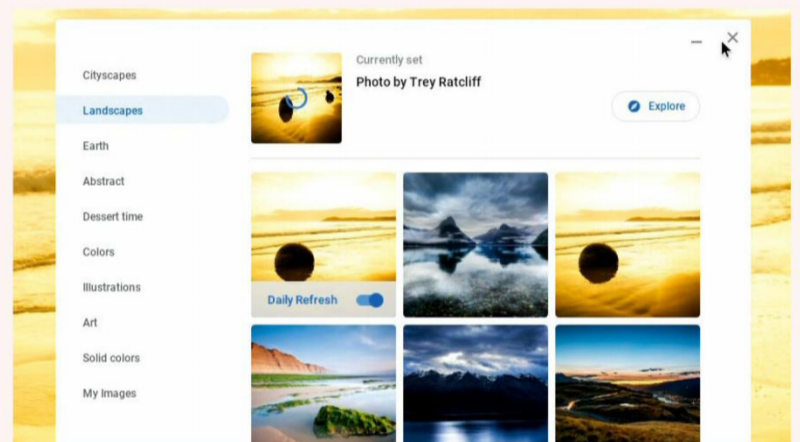 Currently set
Photo by Trey Ratcliff
Explore
Cityscapes
Landscapes
Earth
Abstract
Dessert time
Colors
Illustrations
Art
Solid colors
My Images
Daily Refresh